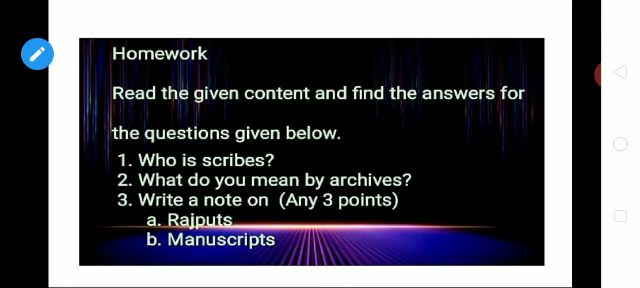 Homework
Read the given content and find the answers for
the questions given below.
1. Who is scribes?
2. What do you mean by archives?
3. Write a note on (Any 3 points)
a. Rajputs
b. Manuscripts